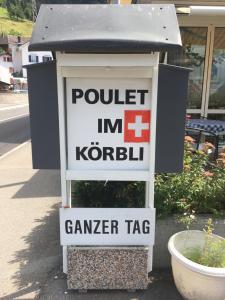 POULET
IM
KÖRBLI
GANZER TAG